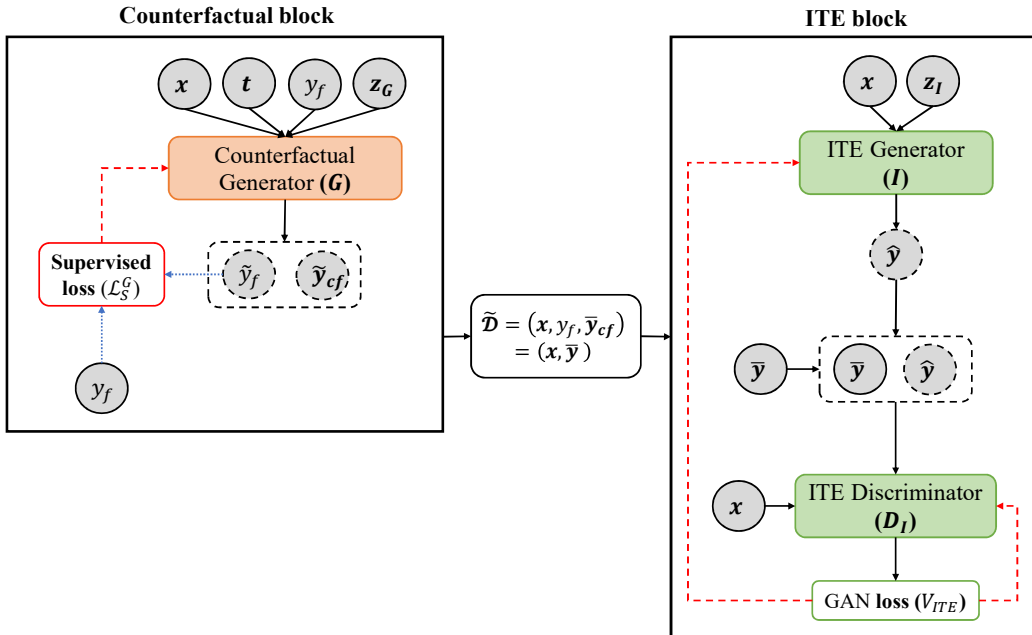 Counterfactual block
x t y_f z_G
Counterfactual
Generator (G)
Supervised
loss (ℒ_S^G)
ỹ_f ỹ_cf
y_f
𝒟̃ = (x, y_f, ȳ_cf)
= (x, ȳ )
ITE block
x z_I
ITE Generator
(I)
ŷ
ȳ ȳ ŷ
x
ITE Discriminator
(D_I)
GAN loss (V_ITE)